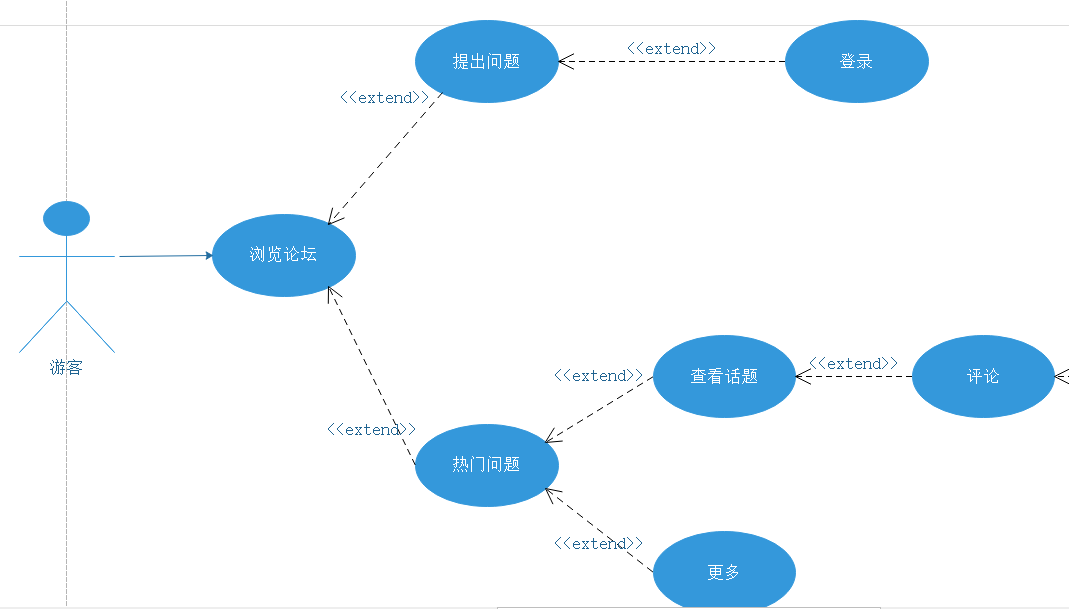 <<extend>>
提出问题
登录
<<extend>>
浏览论坛
游客
<<extend>>
<<extend>>
查看话题
评论
<<extend>>
热门问题
<<extend>>
更多